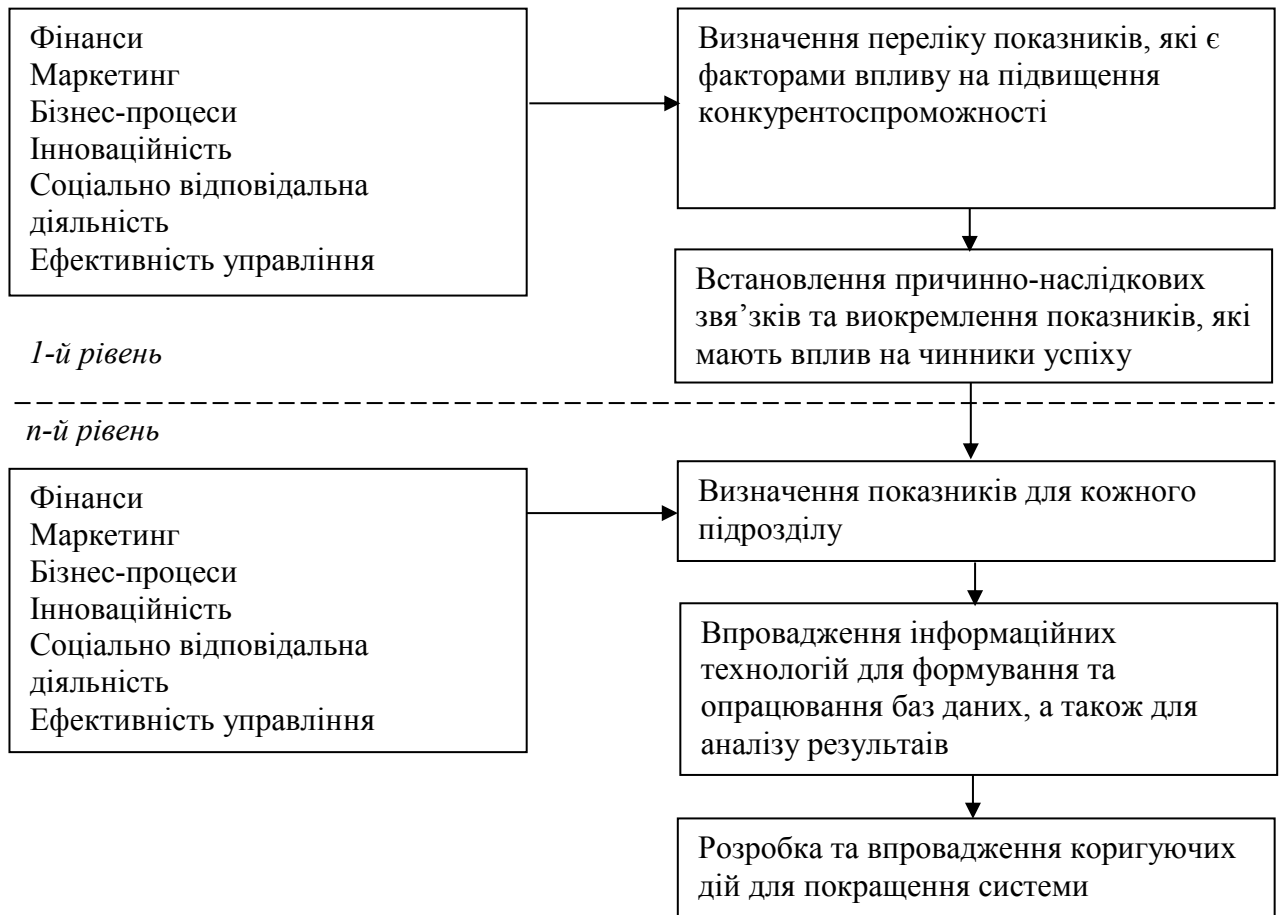 Фінанси
Маркетинг
Бізнес-процеси
Інноваційність
Соціально відповідальна
діяльність
Ефективність управління
Визначення переліку показників, які є
факторами впливу на підвищення
конкурентоспроможності
Встановлення причинно-наслідкових
звя’зків та виокремлення показників, які
мають вплив на чинники успіху
1-й рівень
n-й рівень
Фінанси
Маркетинг
Бізнес-процеси
Інноваційність
Соціально відповідальна
діяльність
Ефективність управління
Визначення показників для кожного
підрозділу
Впровадження інформаційних
технологій для формування та
опрацювання баз даних, а також для
аналізу результаів
Розробка та впровадження коригуючих
дій для покращення системи